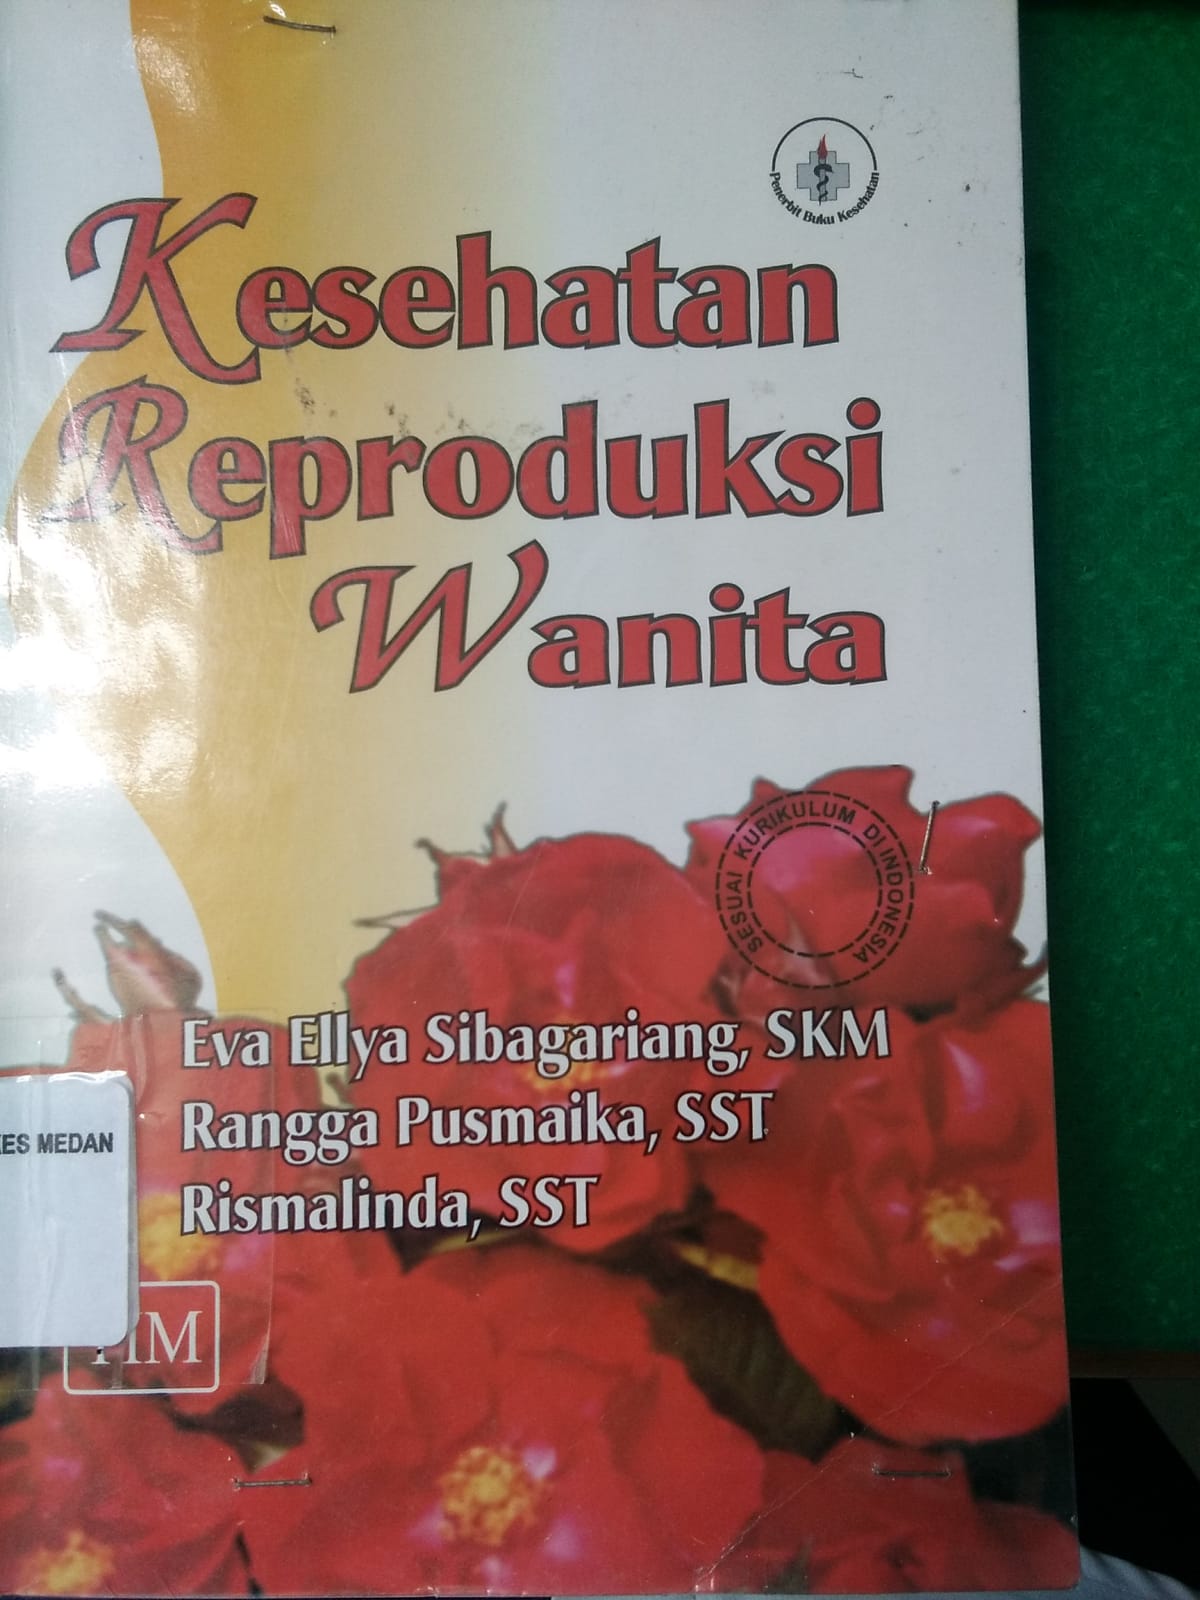 Penerbit Buku Kesehatan
Kesehatan
Reproduksi
Wanita
SESUAI KURIKULUM DI INDONESIA
Eva Ellya Sibagariang, SKM
Rangga Pusmaika, SST
Rismalinda, SST
MEDAN